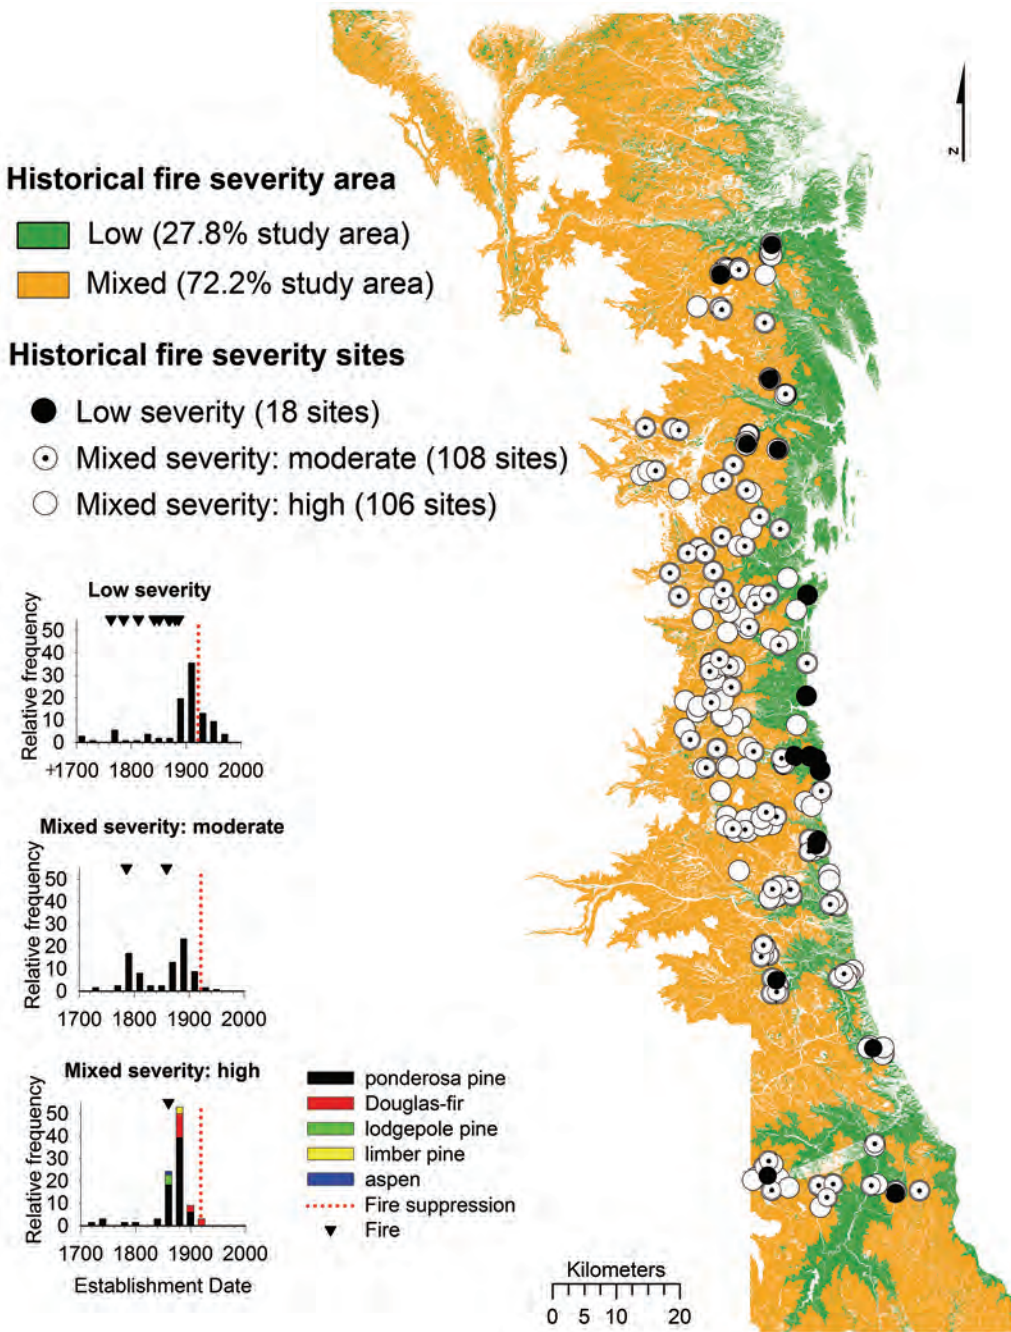 Historical fire severity area
Low (27.8% study area)
Mixed (72.2% study area)
Historical fire severity sites
Low severity (18 sites)
Mixed severity: moderate (108 sites)
Mixed severity: high (106 sites)
N
Low severity
Relative frequency
50
40
30
20
10
0
+1700 1800 1900 2000
Mixed severity: moderate
Relative frequency
50
40
30
20
10
0
1700 1800 1900 2000
Mixed severity: high
Relative frequency
50
40
30
20
10
0
1700 1800 1900 2000
Establishment Date
ponderosa pine
Douglas-fir
lodgepole pine
limber pine
aspen
Fire suppression
Fire
Kilometers
0 5 10 20